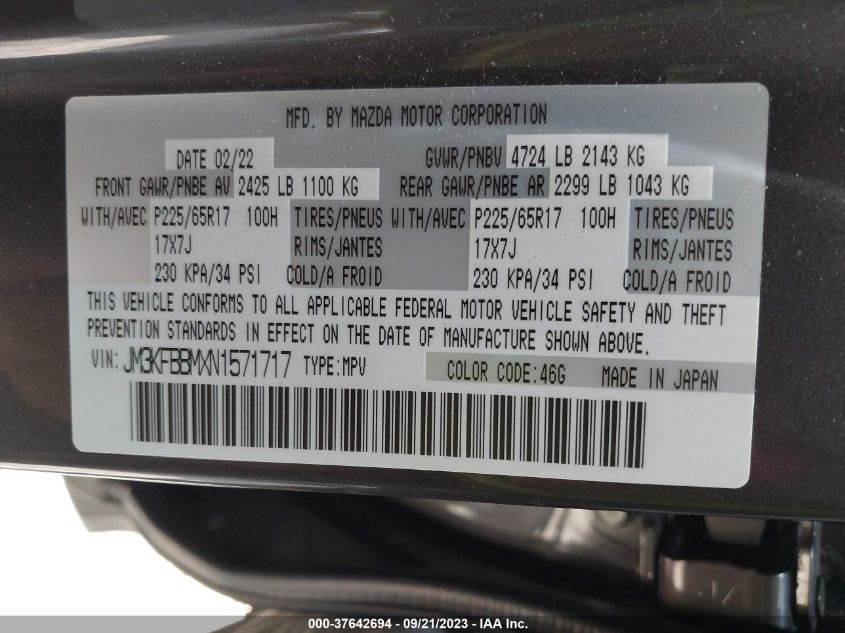 MFD. BY MAZDA MOTOR CORPORATION
DATE 02/22 GVWR/PNBV 4724 LB 2143 KG
FRONT GAWR/PNBE AV 2425 LB 1100 KG REAR GAWR/PNBE AR 2299 LB 1043 KG
WITH/AVEC P225/65R17 100H TIRES/PNEUS WITH/AVEC P225/65R17 100H TIRES/PNEUS
17X7J RIMS/JANTES 17X7J RIMS/JANTES
230 KPA/34 PSI COLD/A FROID 230 KPA/34 PSI COLD/A FROID
THIS VEHICLE CONFORMS TO ALL APPLICABLE FEDERAL MOTOR VEHICLE SAFETY AND THEFT
PREVENTION STANDARDS IN EFFECT ON THE DATE OF MANUFACTURE SHOWN ABOVE.
VIN: JM3KFBBMXN1571717 TYPE:MPV COLOR CODE:46G MADE IN JAPAN
000-37642694 - 09/21/2023 - IAA Inc.